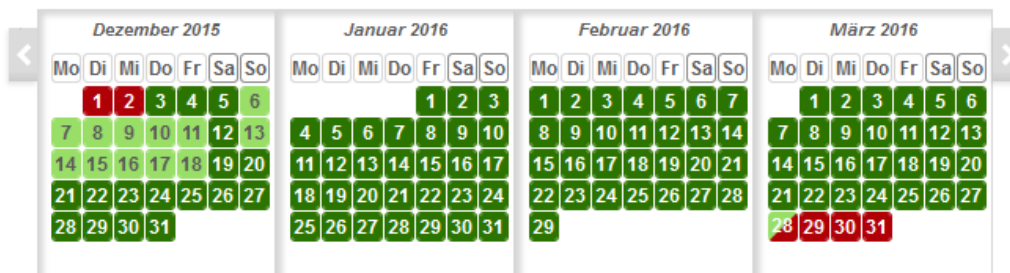 Dezember 2015
Mo Di Mi Do Fr Sa So
1 2 3 4 5 6
7 8 9 10 11 12 13
14 15 16 17 18 19 20
21 22 23 24 25 26 27
28 29 30 31
Januar 2016
Mo Di Mi Do Fr Sa So
1 2 3
4 5 6 7 8 9 10
11 12 13 14 15 16 17
18 19 20 21 22 23 24
25 26 27 28 29 30 31
Februar 2016
Mo Di Mi Do Fr Sa So
1 2 3 4 5 6 7
8 9 10 11 12 13 14
15 16 17 18 19 20 21
22 23 24 25 26 27 28
29
März 2016
Mo Di Mi Do Fr Sa So
1 2 3 4 5 6
7 8 9 10 11 12 13
14 15 16 17 18 19 20
21 22 23 24 25 26 27
28 29 30 31